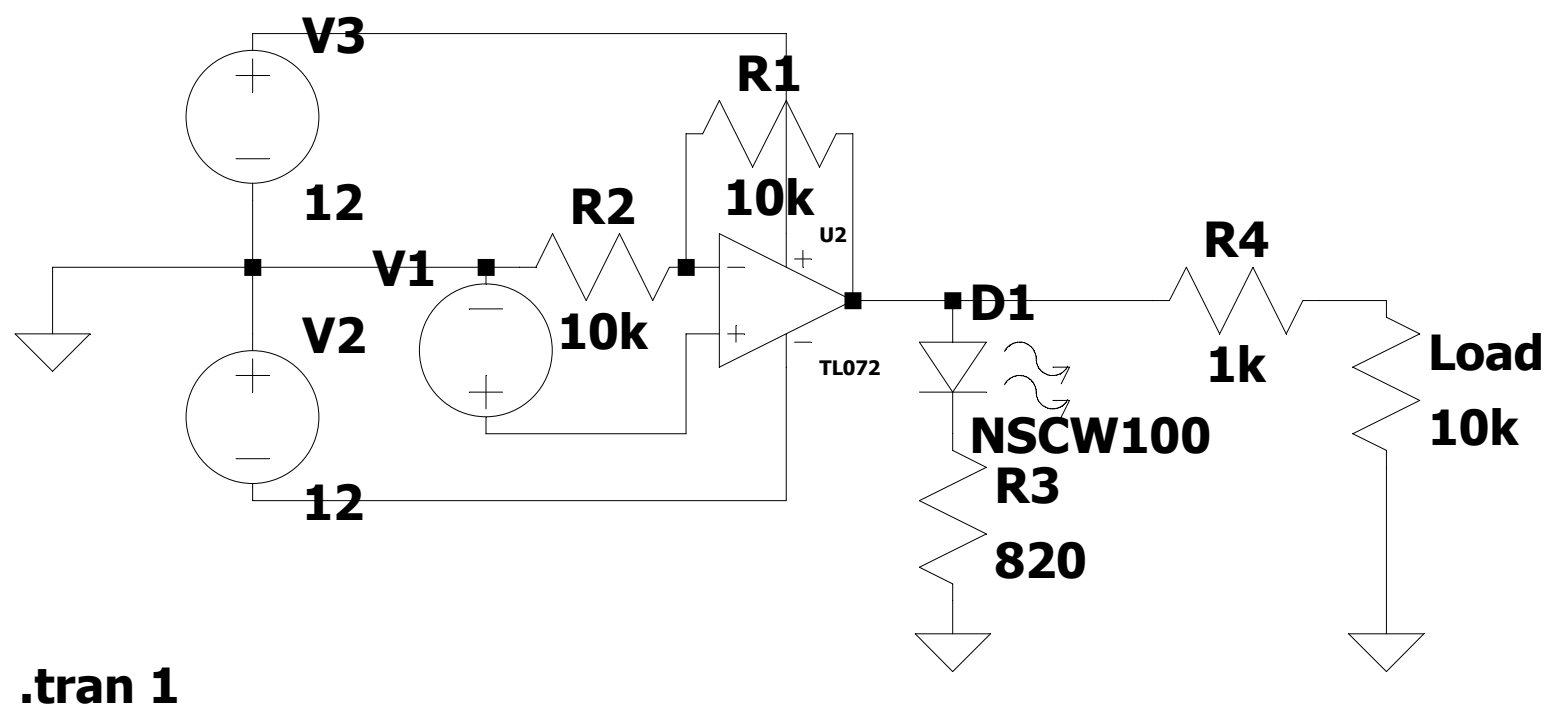 V3
R1
12
10k
R2
U2
R4
V1
V2
10k
D1
TL072
1k
Load
10k
NSCW100
R3
12
820
.tran 1